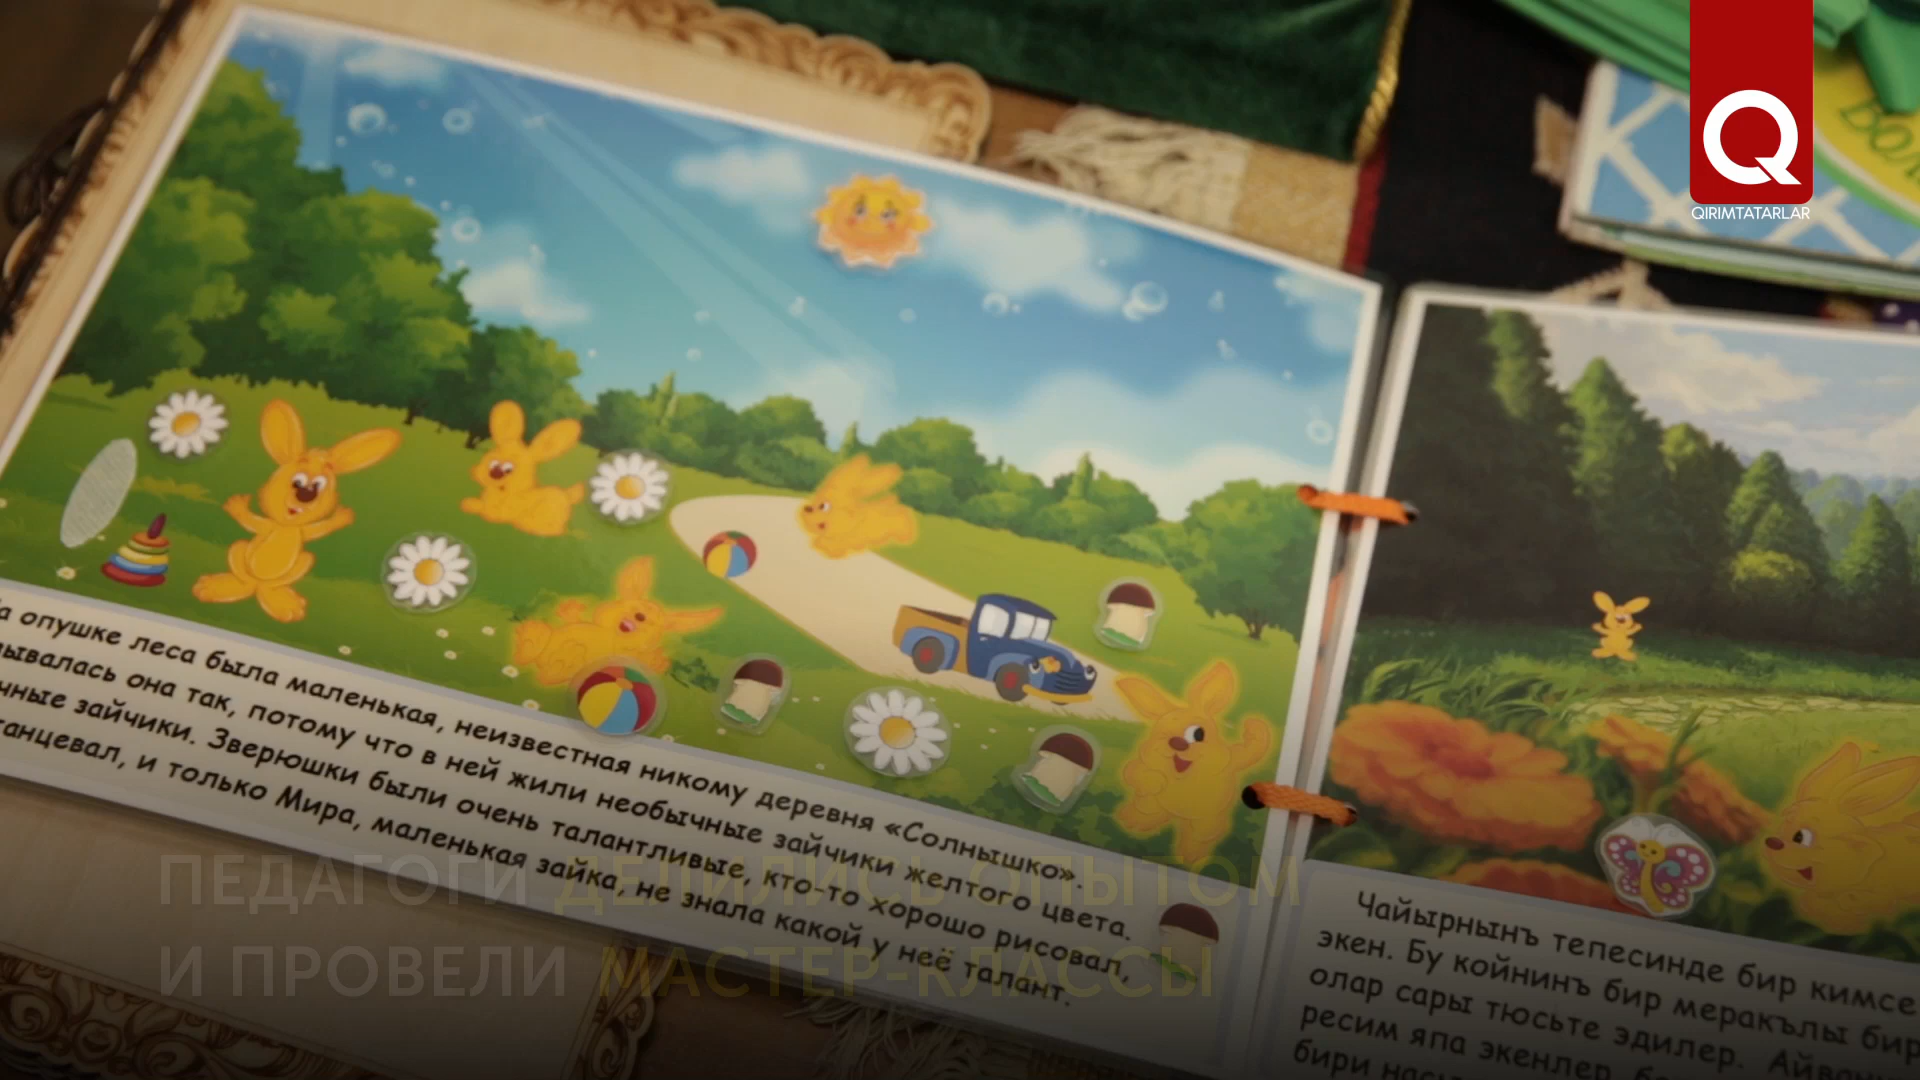 QIRIMTATARLAR
опушке леса была маленькая, неизвестная никому деревня «Солнышко».
она так, потому что в ней жили необычные зайчики желтого цвета.
зайчики. Зверюшки были очень талантливые, кто-то хорошо рисовал,
танцевал, и только Мира, маленькая зайка, не знала какой у неё талант.
Чайырнынъ тепесинде бир кимсе
экен. Бу койнинъ бир меракълы бир
олар сары тюсьте эдилер.
ресим япа экенлер,
бири
ПЕДАГОГИ ДЕЛИЛИСЬ ОПЫТОМ
И ПРОВЕЛИ МАСТЕР-КЛАССЫ